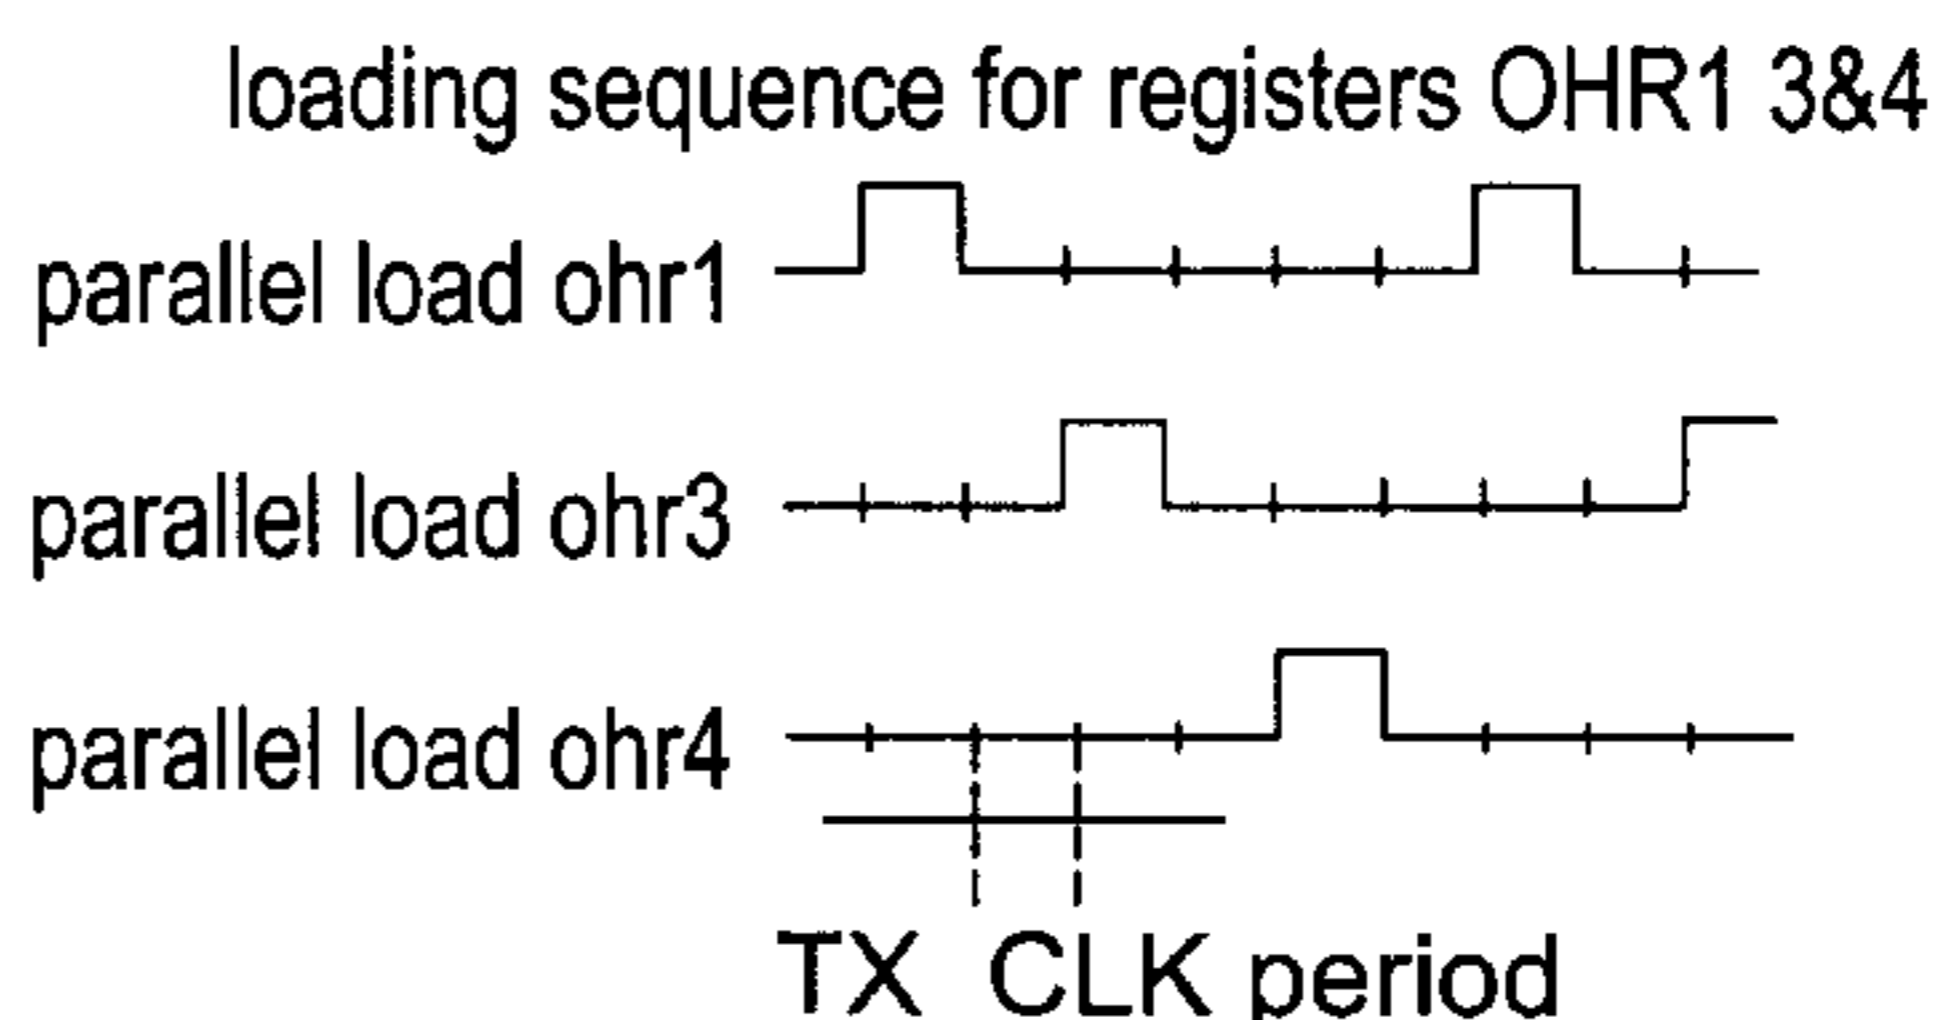 loading sequence for registers OHR1 3&4
parallel load ohr1
parallel load ohr3
parallel load ohr4
TX CLK period